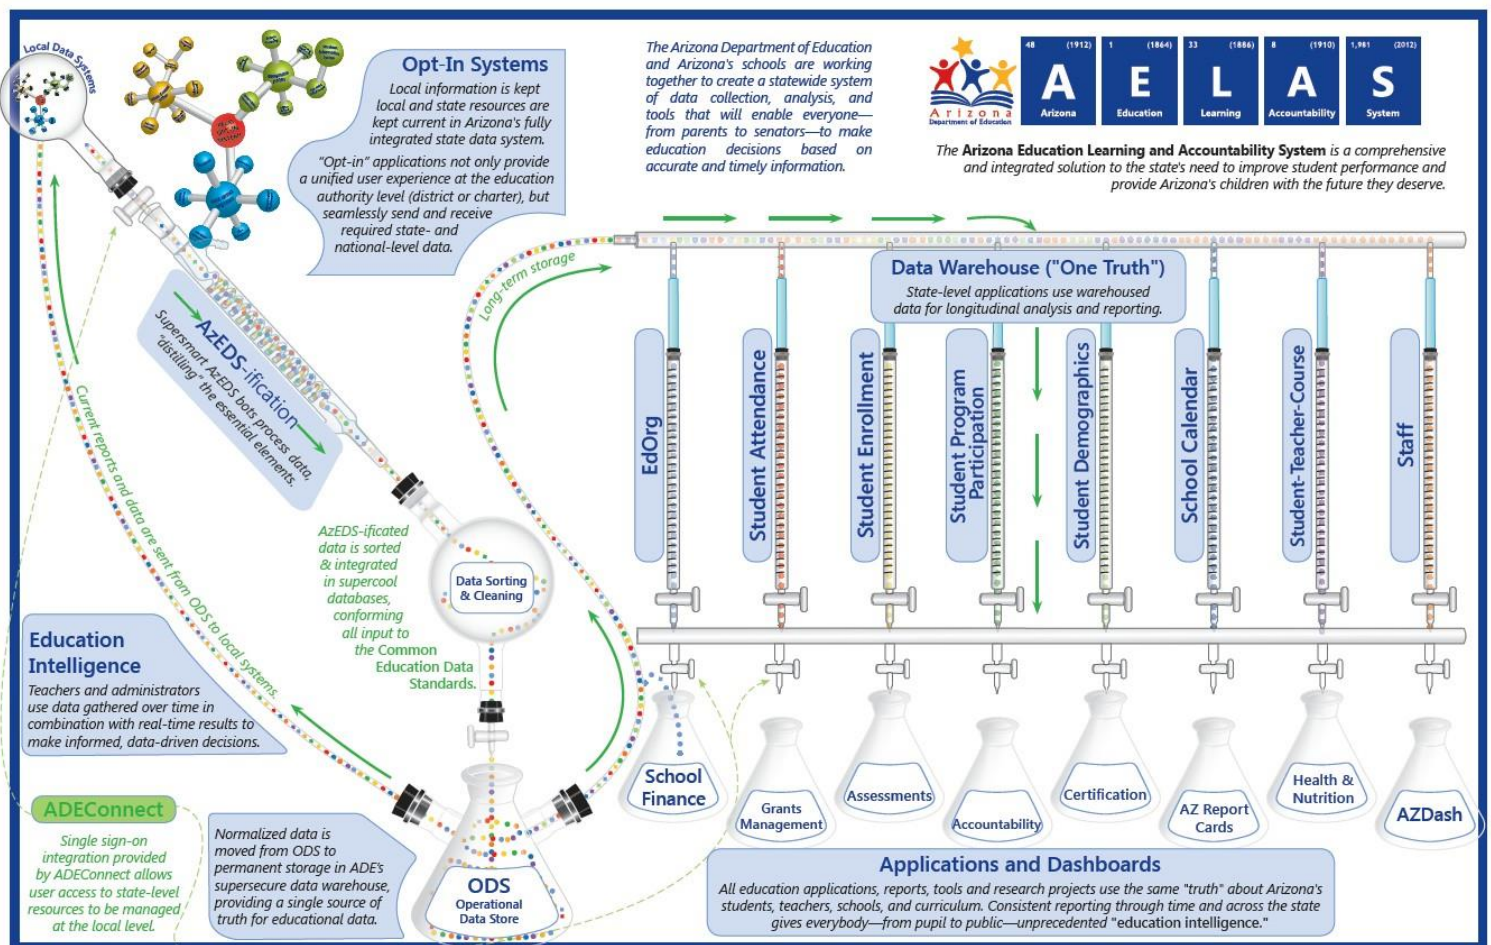 Local Data Systems
Opt-In Systems
Local information is kept
local and state resources are
kept current in Arizona's fully
integrated state data system.
"Opt-in" applications not only provide
a unified user experience at the education
authority level (district or charter), but
seamlessly send and receive
required state- and
national-level data.
The Arizona Department of Education
and Arizona's schools are working
together to create a statewide system
of data collection, analysis, and
tools that will enable everyone—
from parents to senators—to make
education decisions based on
accurate and timely information.
Arizona
Department of Education
48 (1912)
A
Arizona
1 (1864)
E
Education
33 (1886)
L
Learning
8 (1910)
A
Accountability
1,981 (2012)
S
System
The Arizona Education Learning and Accountability System is a comprehensive
and integrated solution to the state's need to improve student performance and
provide Arizona's children with the future they deserve.
AzEDS-ification
Supersmart AzEDS bots process data,
"distilling" the essential elements.
Long-term storage
Data Warehouse ("One Truth")
State-level applications use warehoused
data for longitudinal analysis and reporting.
EdOrg
Student Attendance
Student Enrollment
Student Program
Participation
Student Demographics
School Calendar
Student-Teacher-Course
Staff
Current reports and data are sent from ODS to local systems.
AzEDS-ificated
data is sorted
& integrated
in supercool
databases,
conforming
all input to
the Common
Education Data
Standards.
Data Sorting
& Cleaning
Education
Intelligence
Teachers and administrators
use data gathered over time in
combination with real-time results to
make informed, data-driven decisions.
ADEConnect
Single sign-on
integration provided
by ADEConnect allows
user access to state-level
resources to be managed
at the local level.
Normalized data is
moved from ODS to
permanent storage in ADE's
supersecure data warehouse,
providing a single source of
truth for educational data.
ODS
Operational
Data Store
School
Finance
Grants
Management
Assessments
Accountability
Certification
AZ Report
Cards
Health &
Nutrition
AZDash
Applications and Dashboards
All education applications, reports, tools and research projects use the same "truth" about Arizona's
students, teachers, schools, and curriculum. Consistent reporting through time and across the state
gives everybody—from pupil to public—unprecedented "education intelligence."